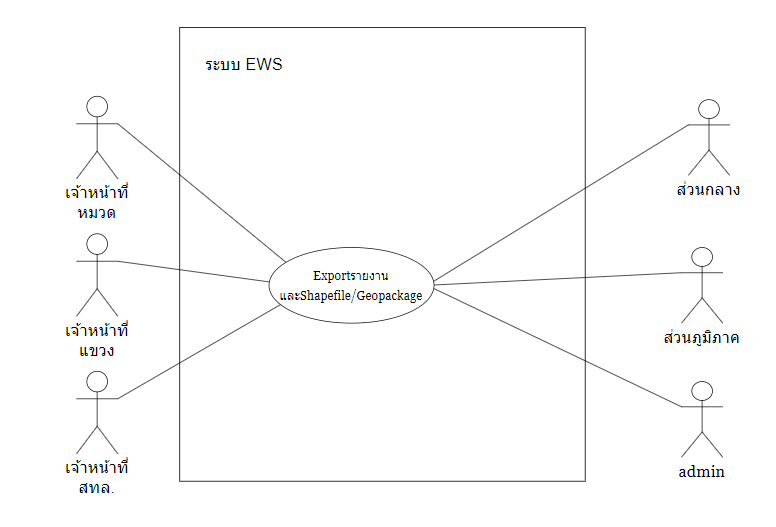 ระบบ EWS
เจ้าหน้าที่
หมวด
เจ้าหน้าที่
แขวง
เจ้าหน้าที่
สทล.
Exportรายงาน
และShapefile/Geopackage
ส่วนกลาง
ส่วนภูมิภาค
admin